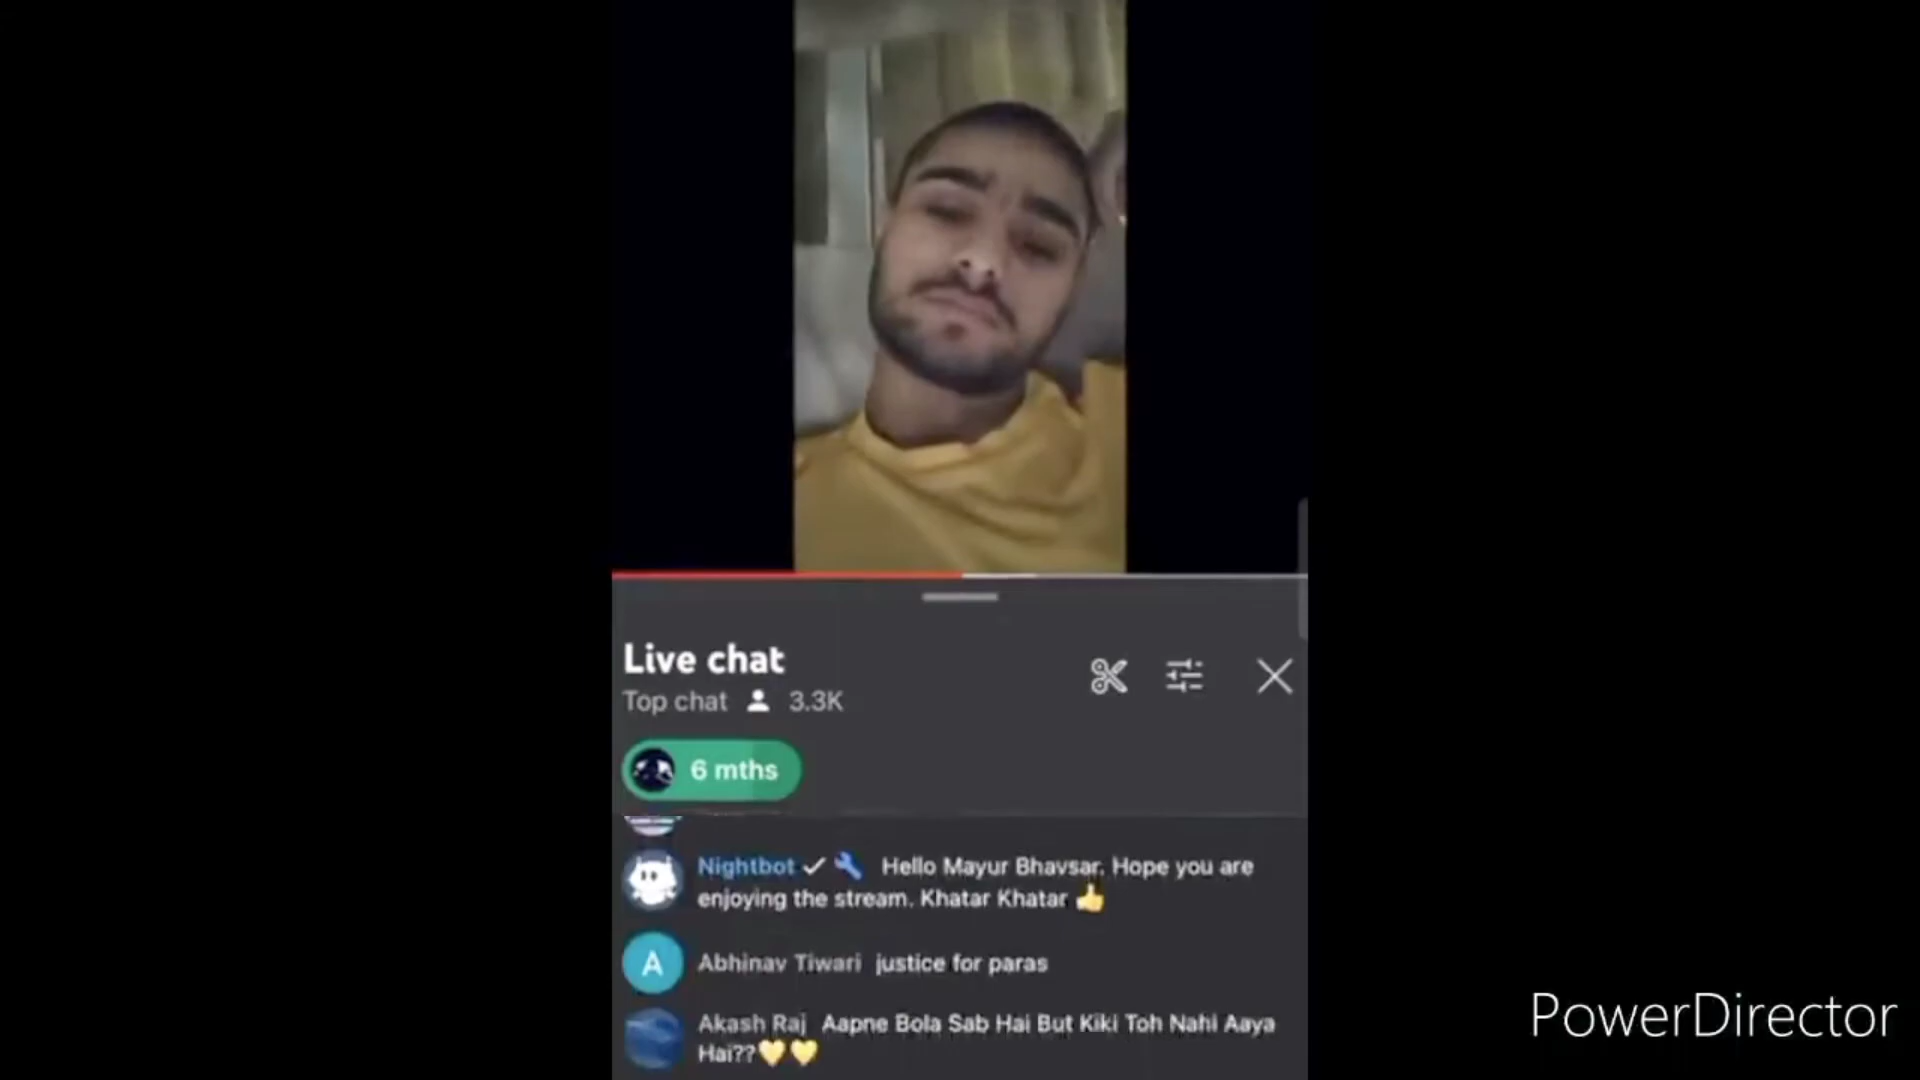 Live chat
Top chat 3.3K
6 mths
Nightbot Hello Mayur Bhavsar. Hope you are
enjoying the stream. Khatar Khatar 👍
A
Abhinav Tiwari justice for paras
Akash Raj Aapne Bola Sab Hai But Kiki Toh Nahi Aaya
Hai??💛💛
PowerDirector